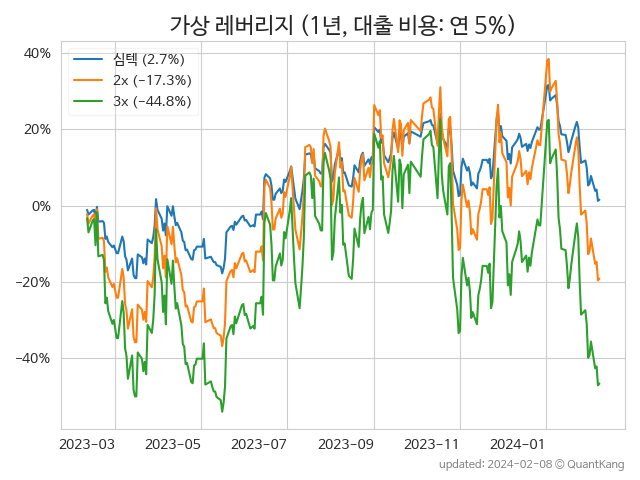 가상 레버리지 (1년, 대출 비용: 연 5%)
심텍 (2.7%)
2x (−17.3%)
3x (−44.8%)
40%
20%
0%
−20%
−40%
2023-03 2023-05 2023-07 2023-09 2023-11 2024-01
updated: 2024-02-08 © QuantKang